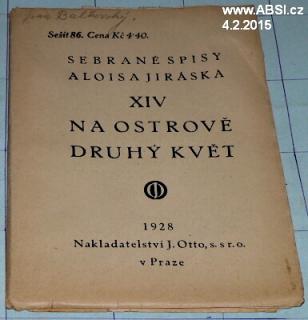 www.ABSI.cz
4.2.2015
Sešit 86. Cena Kč 4·40.
SEBRANÉ SPISY
ALOISA JIRÁSKA
XIV
NA OSTROVĚ
DRUHÝ KVĚT
1928
Nakladatelství J. Otto, s. s r. o.
v Praze